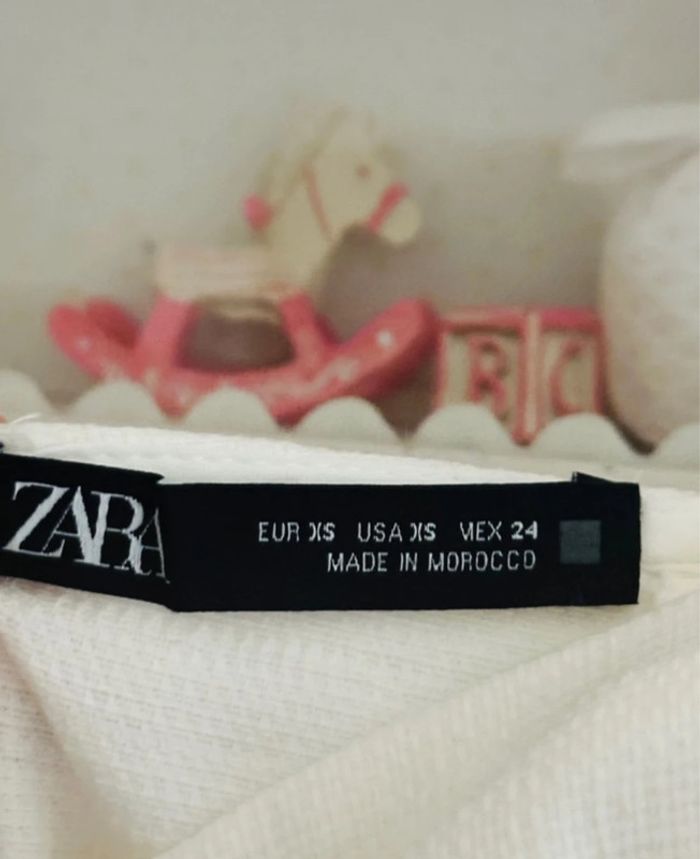 ZARA
EUR XS USA XS MEX 24
MADE IN MOROCCO
B C